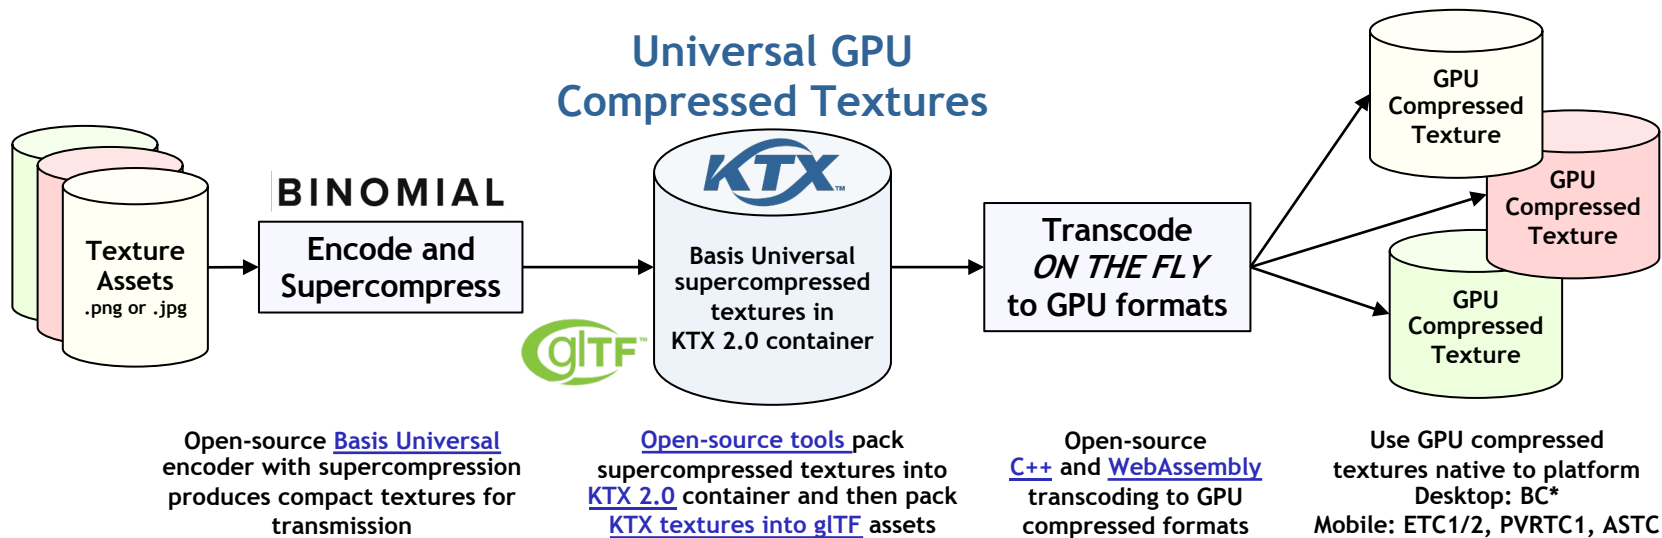 Universal GPU
Compressed Textures
Texture
Assets
.png or .jpg
BINOMIAL
Encode and
Supercompress
glTF™
KTX™
Basis Universal
supercompressed
textures in
KTX 2.0 container
Transcode
ON THE FLY
to GPU formats
GPU
Compressed
Texture
GPU
Compressed
Texture
GPU
Compressed
Texture
Open-source Basis Universal
encoder with supercompression
produces compact textures for
transmission
Open-source tools pack
supercompressed textures into
KTX 2.0 container and then pack
KTX textures into glTF assets
Open-source
C++ and WebAssembly
transcoding to GPU
compressed formats
Use GPU compressed
textures native to platform
Desktop: BC*
Mobile: ETC1/2, PVRTC1, ASTC